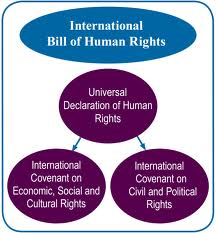 International
Bill of Human Rights
Universal
Declaration of Human
Rights
International
Covenant on
Economic, Social and
Cultural Rights
International
Covenant on
Civil and Political
Rights